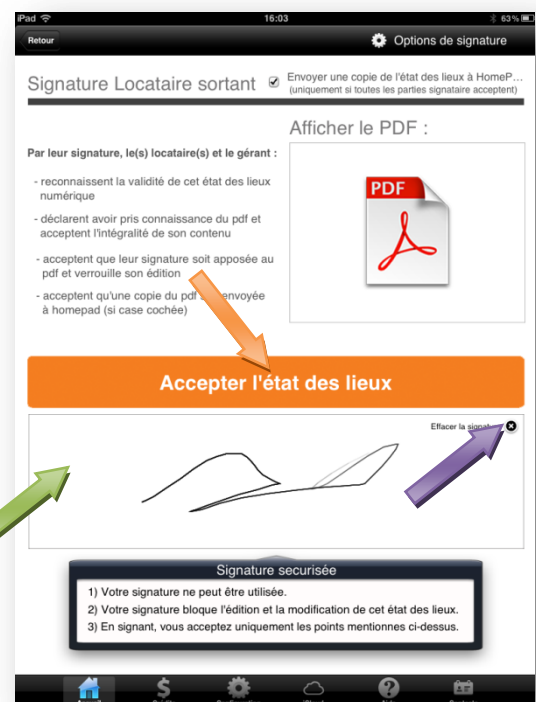 iPad 16:03 63%
Retour Options de signature
Signature Locataire sortant Envoyer une copie de l'état des lieux à HomeP...
(uniquement si toutes les parties signataire acceptent)
Afficher le PDF :
Par leur signature, le(s) locataire(s) et le gérant :
- reconnaissent la validité de cet état des lieux
numérique
- déclarent avoir pris connaissance du pdf et
acceptent l'intégralité de son contenu
- acceptent que leur signature soit apposée au
pdf et verrouille son édition
- acceptent qu'une copie du pdf envoyée
à homepad (si case cochée)
PDF
Accepter l'état des lieux
Effacer la
Signature securisée
1) Votre signature ne peut être utilisée.
2) Votre signature bloque l'édition et la modification de cet état des lieux.
3) En signant, vous acceptez uniquement les points mentionnes ci-dessus.